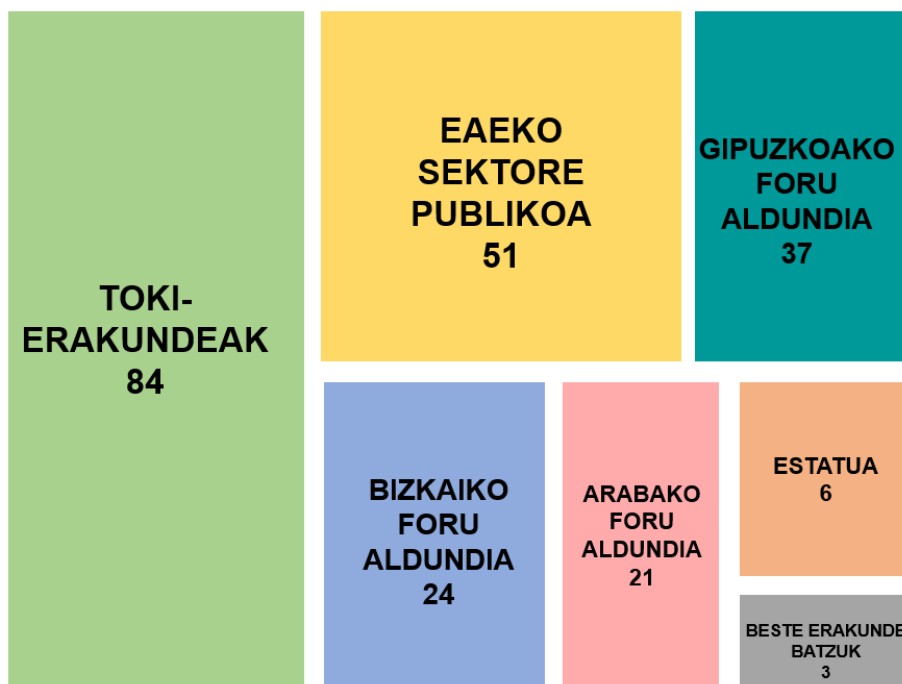 TOKI-
ERAKUNDEAK
84
EAEKO
SEKTORE
PUBLIKOA
51
GIPUZKOAKO
FORU
ALDUNDIA
37
BIZKAIKO
FORU
ALDUNDIA
24
ARABAKO
FORU
ALDUNDIA
21
ESTATUA
6
BESTE ERAKUNDE
BATZUK
3